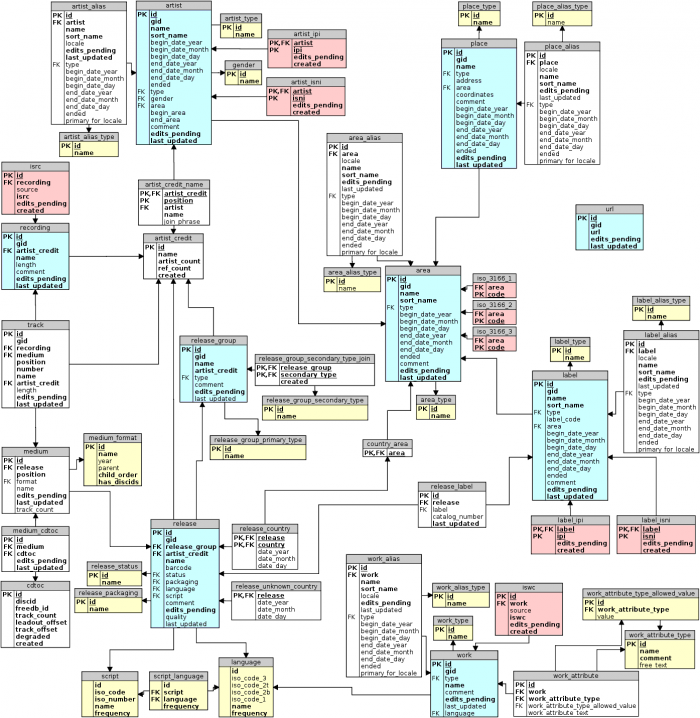 artist_alias
PK id
FK artist
name
sort_name
locale
edits_pending
last_updated
FK type
begin_date_year
begin_date_month
begin_date_day
end_date_year
end_date_month
end_date_day
ended
primary_for_locale
artist_alias_type
PK id
name
artist
PK id
gid
name
sort_name
begin_date_year
begin_date_month
begin_date_day
end_date_year
end_date_month
end_date_day
ended
FK type
FK gender
FK area
begin_area
end_area
comment
edits_pending
last_updated
artist_type
PK id
name
artist_ipi
PK,FK artist
PK ipi
edits_pending
created
gender
PK id
name
artist_isni
PK,FK artist
PK isni
edits_pending
created
place_type
PK id
name
place_alias_type
PK id
name
place
PK id
gid
name
FK type
address
FK area
coordinates
comment
begin_date_year
begin_date_month
begin_date_day
end_date_year
end_date_month
end_date_day
ended
edits_pending
last_updated
place_alias
PK id
FK place
locale
name
sort_name
edits_pending
last_updated
FK type
begin_date_year
begin_date_month
begin_date_day
end_date_year
end_date_month
end_date_day
ended
primary_for_locale
area_alias
PK id
FK area
locale
name
sort_name
edits_pending
last_updated
FK type
begin_date_year
begin_date_month
begin_date_day
end_date_year
end_date_month
end_date_day
ended
primary_for_locale
area_alias_type
PK id
name
isrc
PK id
FK recording
source
isrc
edits_pending
created
recording
PK id
gid
FK artist_credit
name
length
comment
edits_pending
last_updated
artist_credit_name
PK,FK artist_credit
PK position
FK artist
name
join_phrase
artist_credit
PK id
name
artist_count
ref_count
created
url
PK id
gid
url
edits_pending
last_updated
area
PK id
gid
name
sort_name
FK type
begin_date_year
begin_date_month
begin_date_day
end_date_year
end_date_month
end_date_day
ended
comment
edits_pending
last_updated
iso_3166_1
FK area
PK code
iso_3166_2
FK area
PK code
iso_3166_3
FK area
PK code
area_type
PK id
name
track
PK id
gid
FK recording
FK medium
position
number
name
FK artist_credit
length
edits_pending
last_updated
release_group
PK id
gid
name
FK artist_credit
FK type
comment
edits_pending
last_updated
release_group_secondary_type_join
PK,FK release_group
PK,FK secondary_type
created
release_group_secondary_type
PK id
name
release_group_primary_type
PK id
name
label_alias_type
PK id
name
label_type
PK id
name
label_alias
PK id
FK label
locale
name
sort_name
edits_pending
last_updated
FK type
begin_date_year
begin_date_month
begin_date_day
end_date_year
end_date_month
end_date_day
ended
primary_for_locale
label
PK id
gid
name
sort_name
FK type
label_code
FK area
begin_date_year
begin_date_month
begin_date_day
end_date_year
end_date_month
end_date_day
ended
comment
edits_pending
last_updated
label_ipi
PK,FK label
PK ipi
edits_pending
created
label_isni
PK,FK label
PK isni
edits_pending
created
medium
PK id
FK release
position
FK format
name
edits_pending
last_updated
track_count
medium_format
PK id
name
year
FK parent
child_order
has_discids
country_area
PK,FK area
release_label
PK id
FK release
FK label
catalog_number
last_updated
medium_cdtoc
PK id
FK medium
FK cdtoc
edits_pending
last_updated
cdtoc
PK id
discid
freedb_id
track_count
leadout_offset
track_offset
degraded
created
release_status
PK id
name
release_packaging
PK id
name
release
PK id
gid
FK release_group
FK artist_credit
name
barcode
FK status
FK packaging
FK language
FK script
comment
edits_pending
quality
last_updated
release_country
PK,FK release
PK,FK country
date_year
date_month
date_day
release_unknown_country
PK,FK release
date_year
date_month
date_day
script
PK id
iso_code
iso_number
name
frequency
script_language
PK id
FK script
FK language
frequency
language
PK id
iso_code_3
iso_code_2t
iso_code_2b
iso_code_1
name
frequency
work_alias
PK id
FK work
name
sort_name
locale
edits_pending
last_updated
FK type
begin_date_year
begin_date_month
begin_date_day
end_date_year
end_date_month
end_date_day
ended
primary_for_locale
work_alias_type
PK id
name
work_type
PK id
name
iswc
PK id
FK work
source
iswc
edits_pending
created
work
PK id
gid
FK type
name
comment
edits_pending
last_updated
FK language
work_attribute_type_allowed_value
PK id
FK work_attribute_type
value
work_attribute_type
PK id
name
comment
free_text
work_attribute
PK id
FK work
FK work_attribute_type
FK work_attribute_type_allowed_value
work_attribute_text